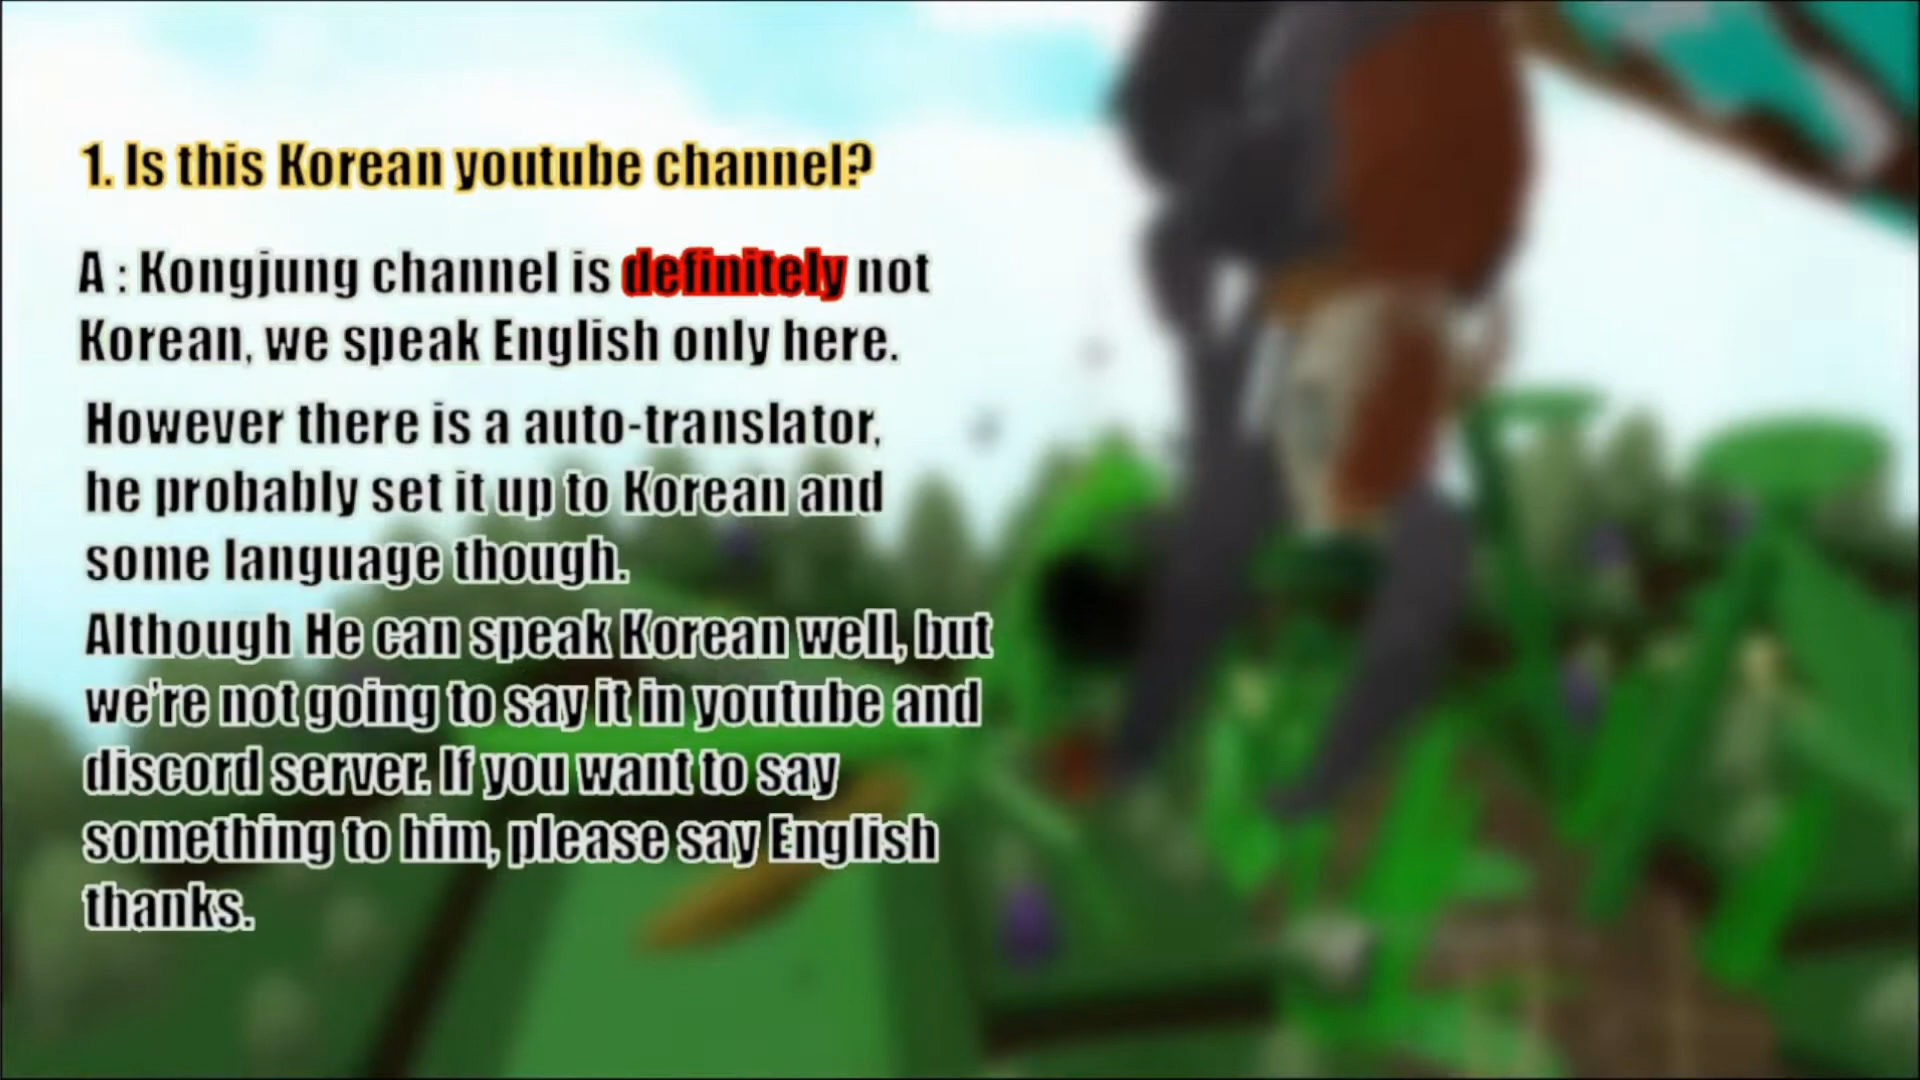 1. Is this Korean youtube channel?
A : Kongjung channel is definitely not
Korean, we speak English only here.
However there is a auto-translator,
he probably set it up to Korean and
some language though.
Although He can speak Korean well, but
we're not going to say it in youtube and
discord server. If you want to say
something to him, please say English
thanks.